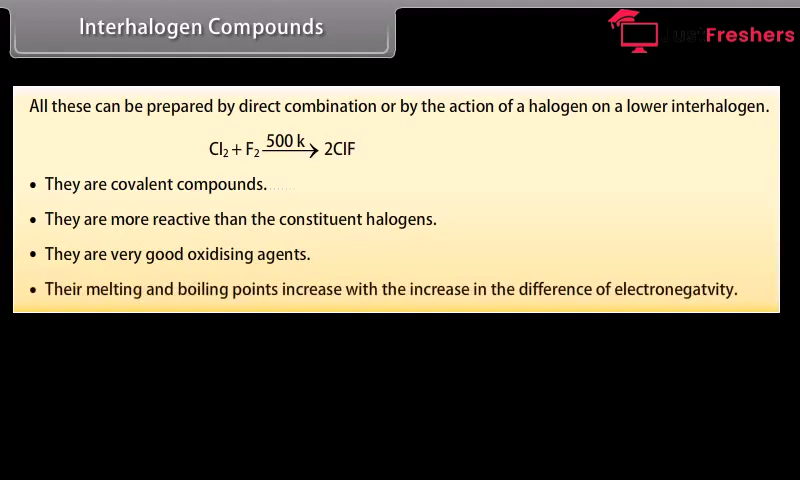 Interhalogen Compounds
Just Freshers
All these can be prepared by direct combination or by the action of a halogen on a lower interhalogen.
Cl₂ + F₂ —500 k→ 2ClF
• They are covalent compounds.
• They are more reactive than the constituent halogens.
• They are very good oxidising agents.
• Their melting and boiling points increase with the increase in the difference of electronegatvity.